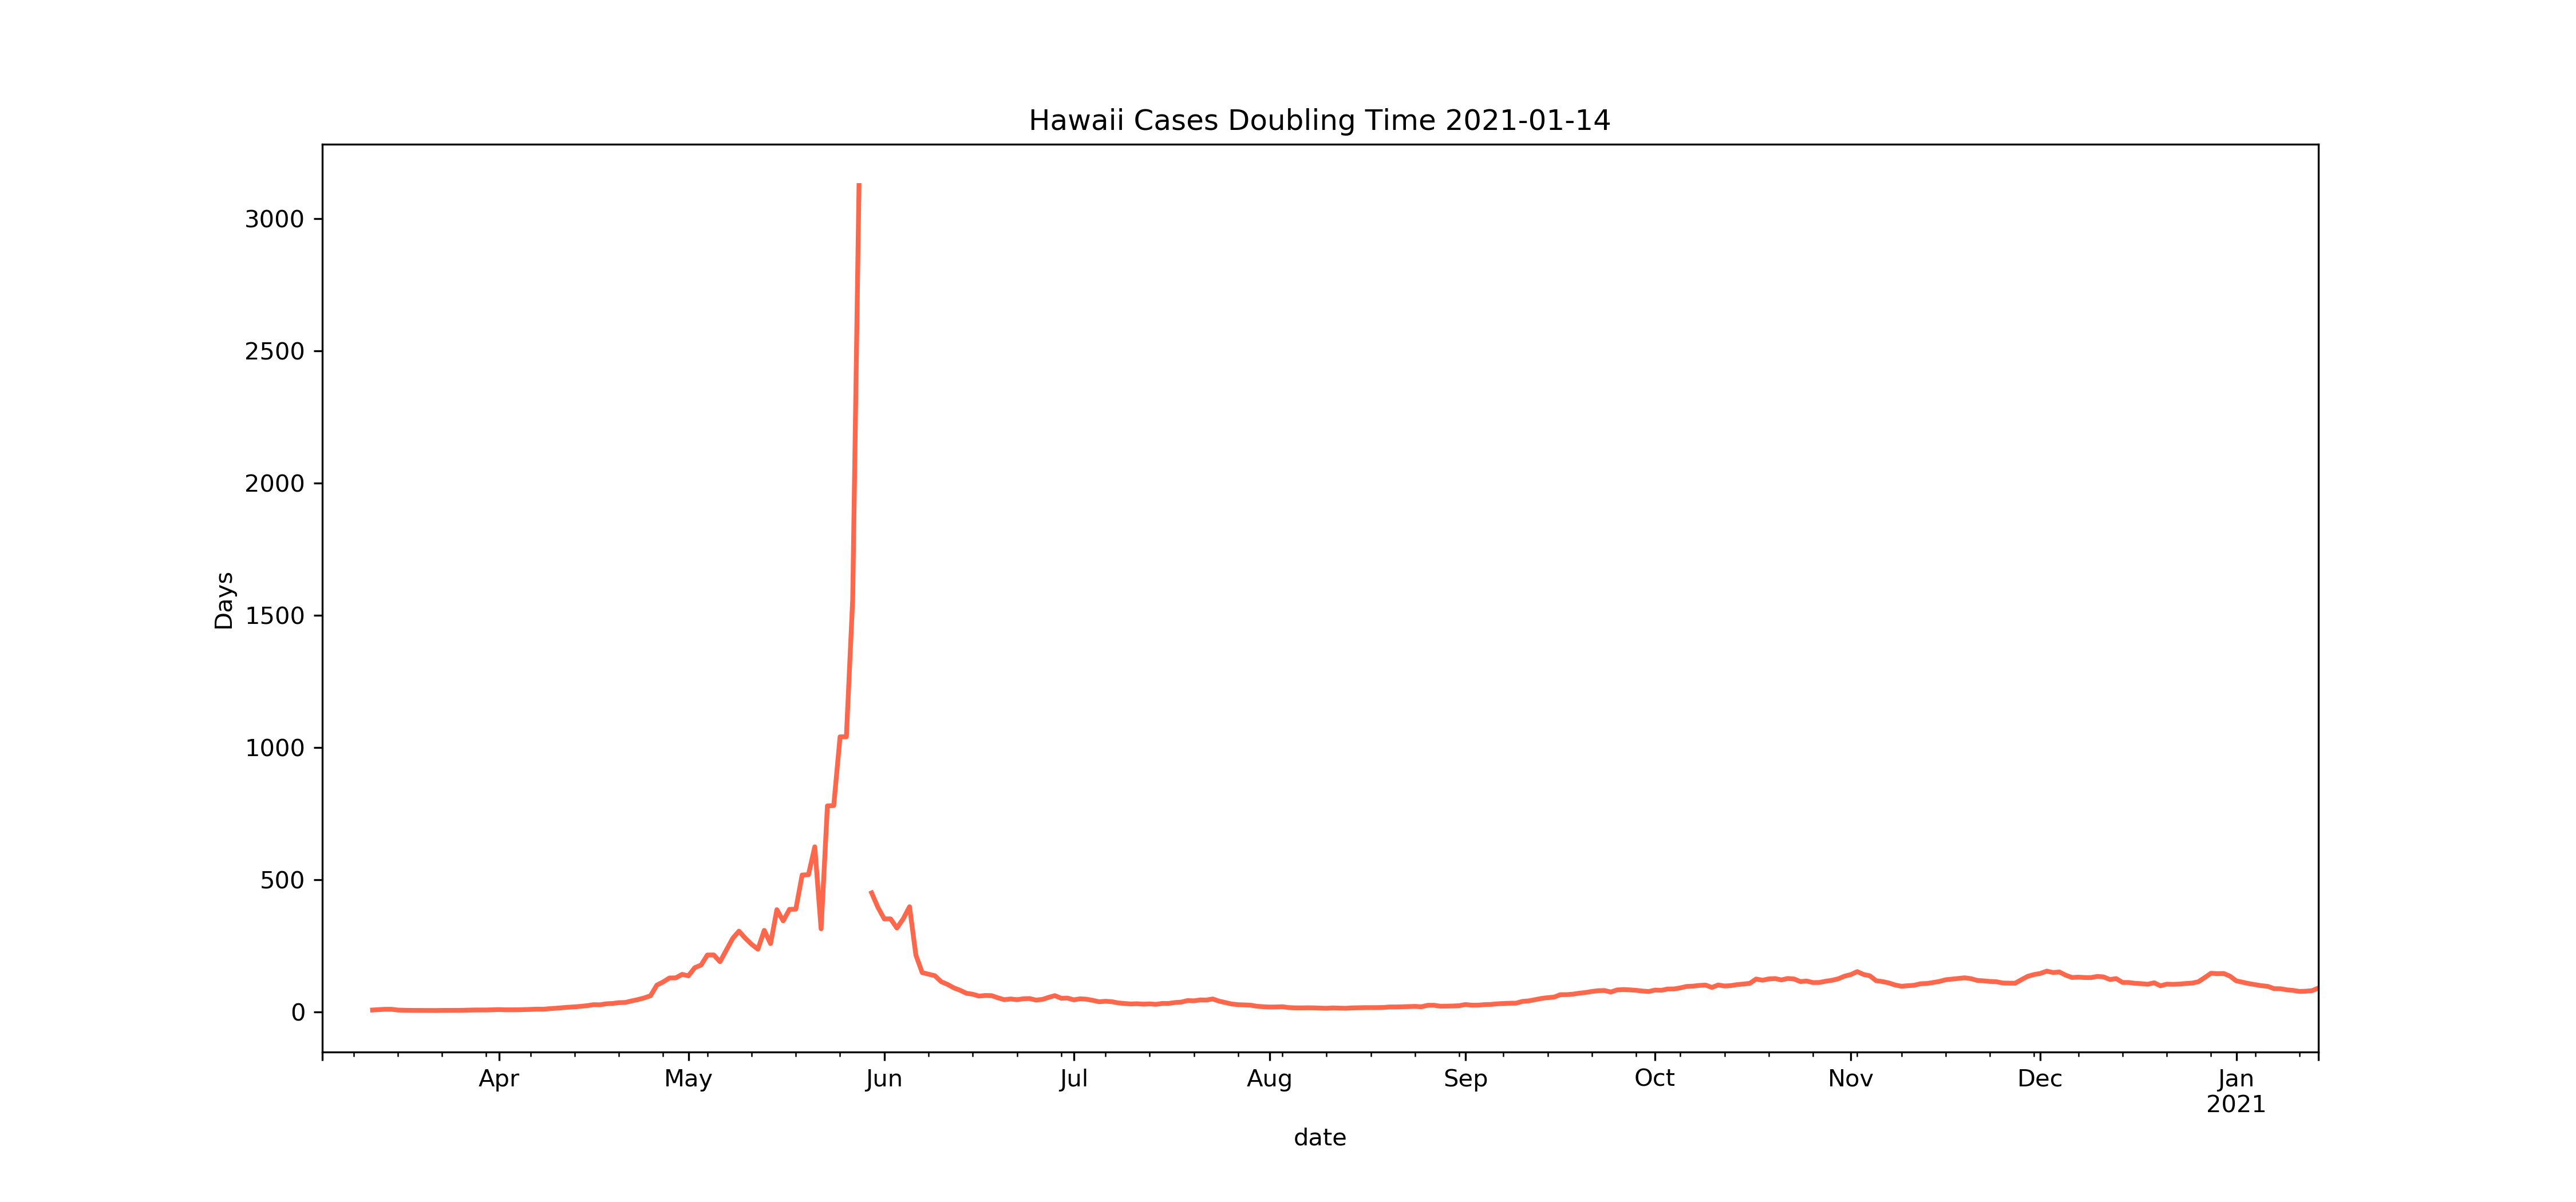 Hawaii Cases Doubling Time 2021-01-14
3000
2500
2000
1500
1000
500
0
Days
Apr May Jun Jul Aug Sep Oct Nov Dec Jan
2021
date